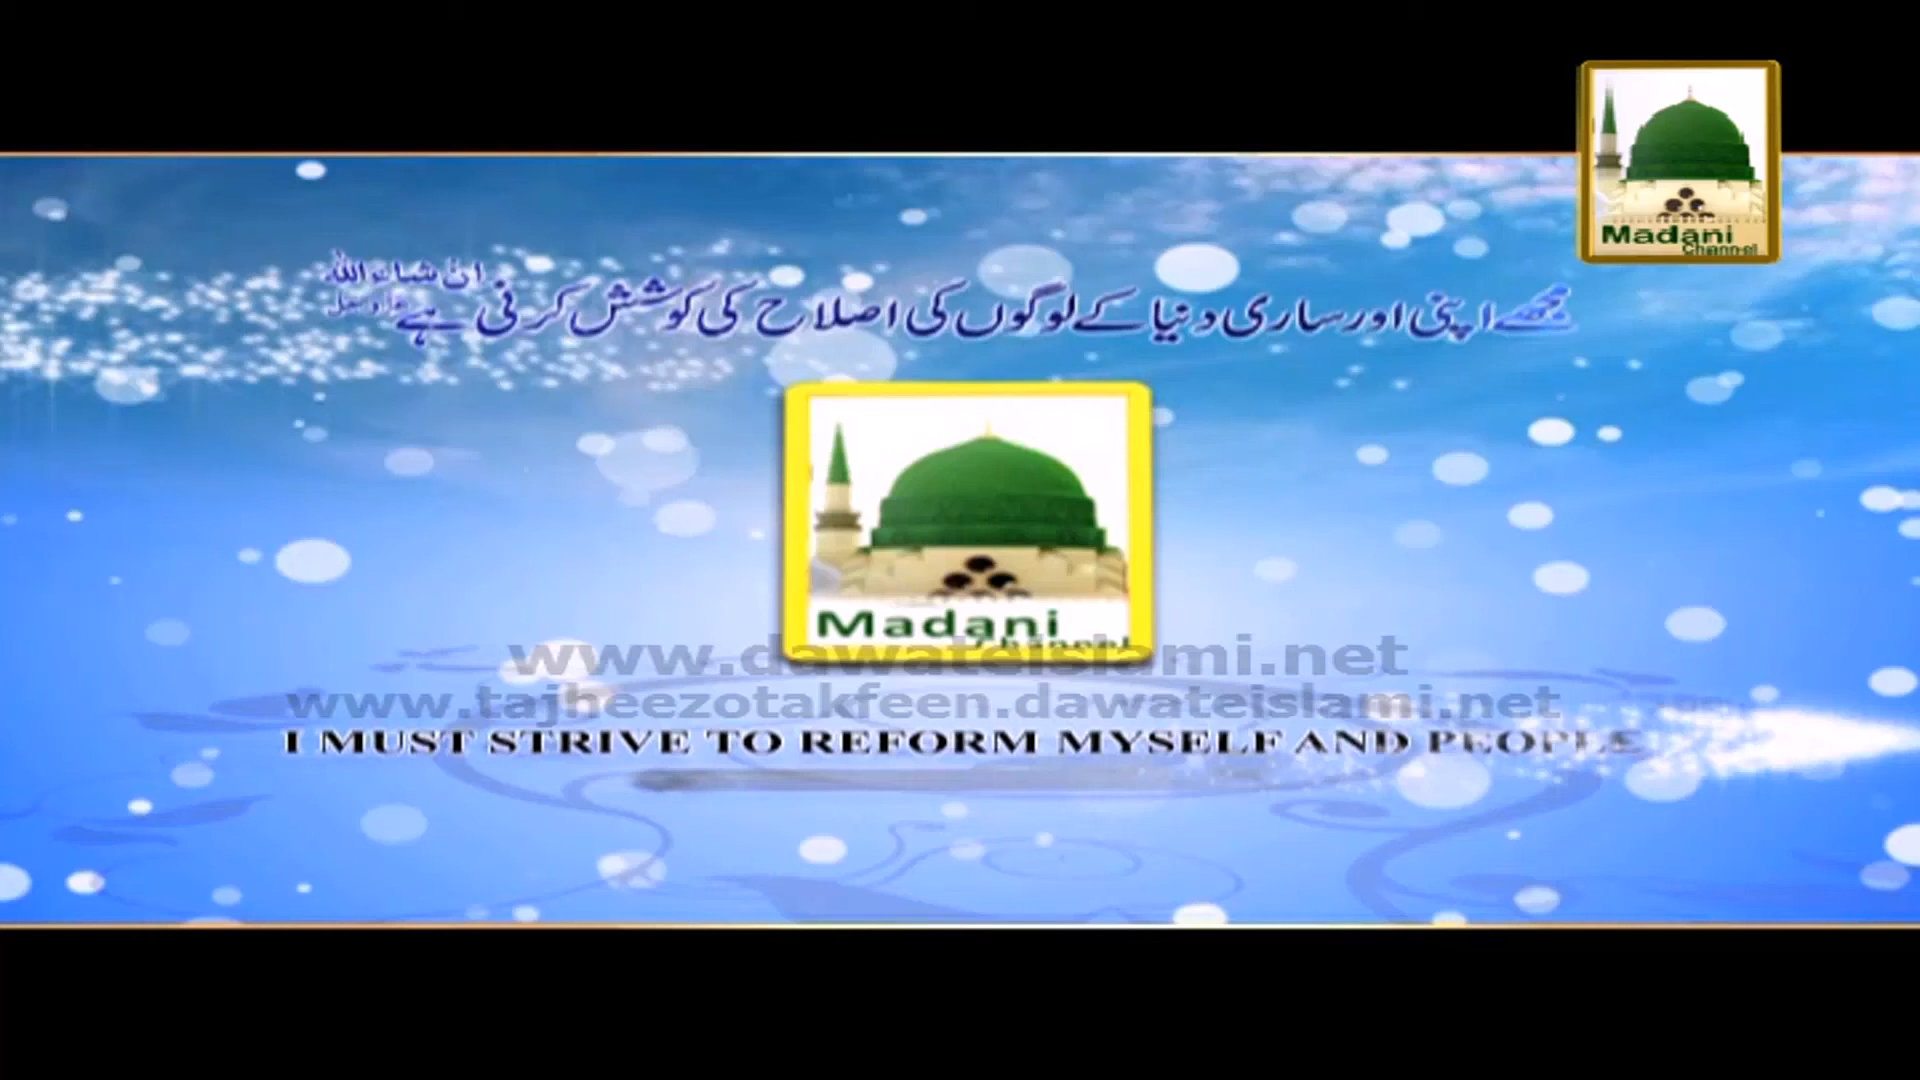 Madani
Channel
مجھے اپنی اور ساری دنیا کے لوگوں کی اصلاح کی کوشش کرنی ہے ان شاء اللہ عزوجل
Madani
Channel
www.dawateislami.net
www.tajheezotakfeen.dawateislami.net
I MUST STRIVE TO REFORM MYSELF AND PEOPLE